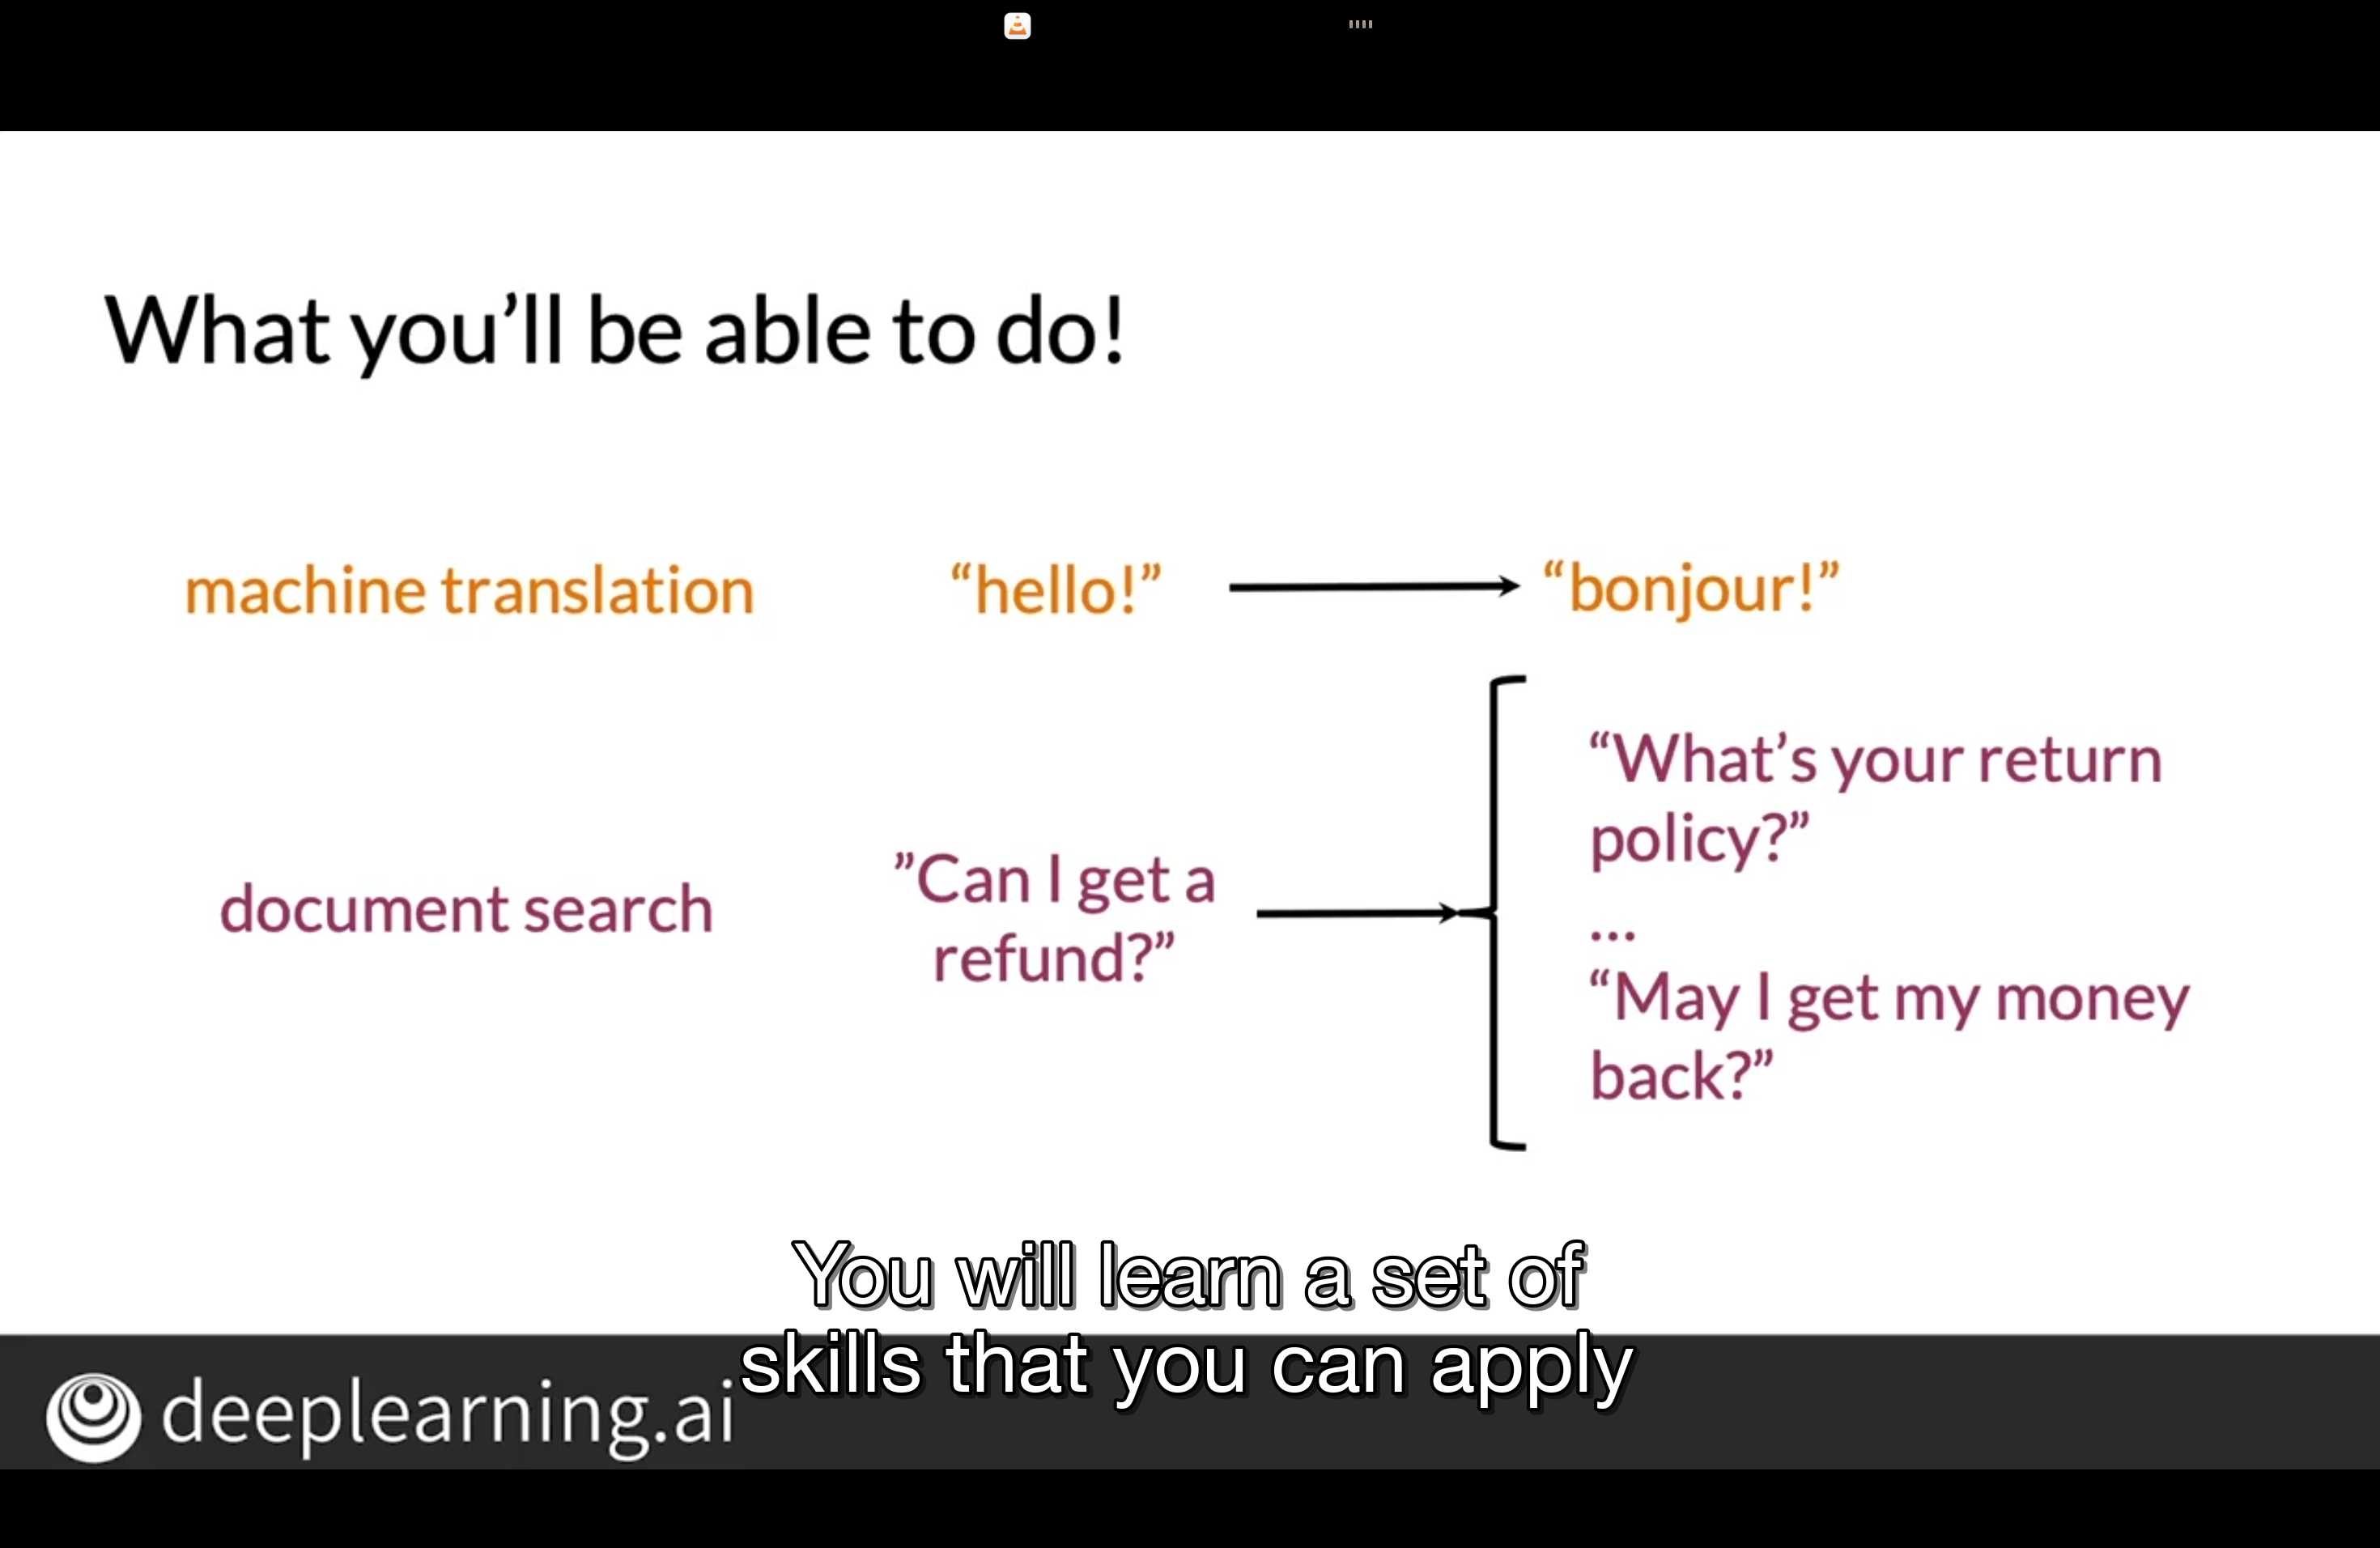 What you’ll be able to do!
machine translation
“hello!”
“bonjour!”
document search
”Can I get a
refund?”
“What’s your return
policy?”
...
“May I get my money
back?”
You will learn a set of
skills that you can apply
deeplearning.ai